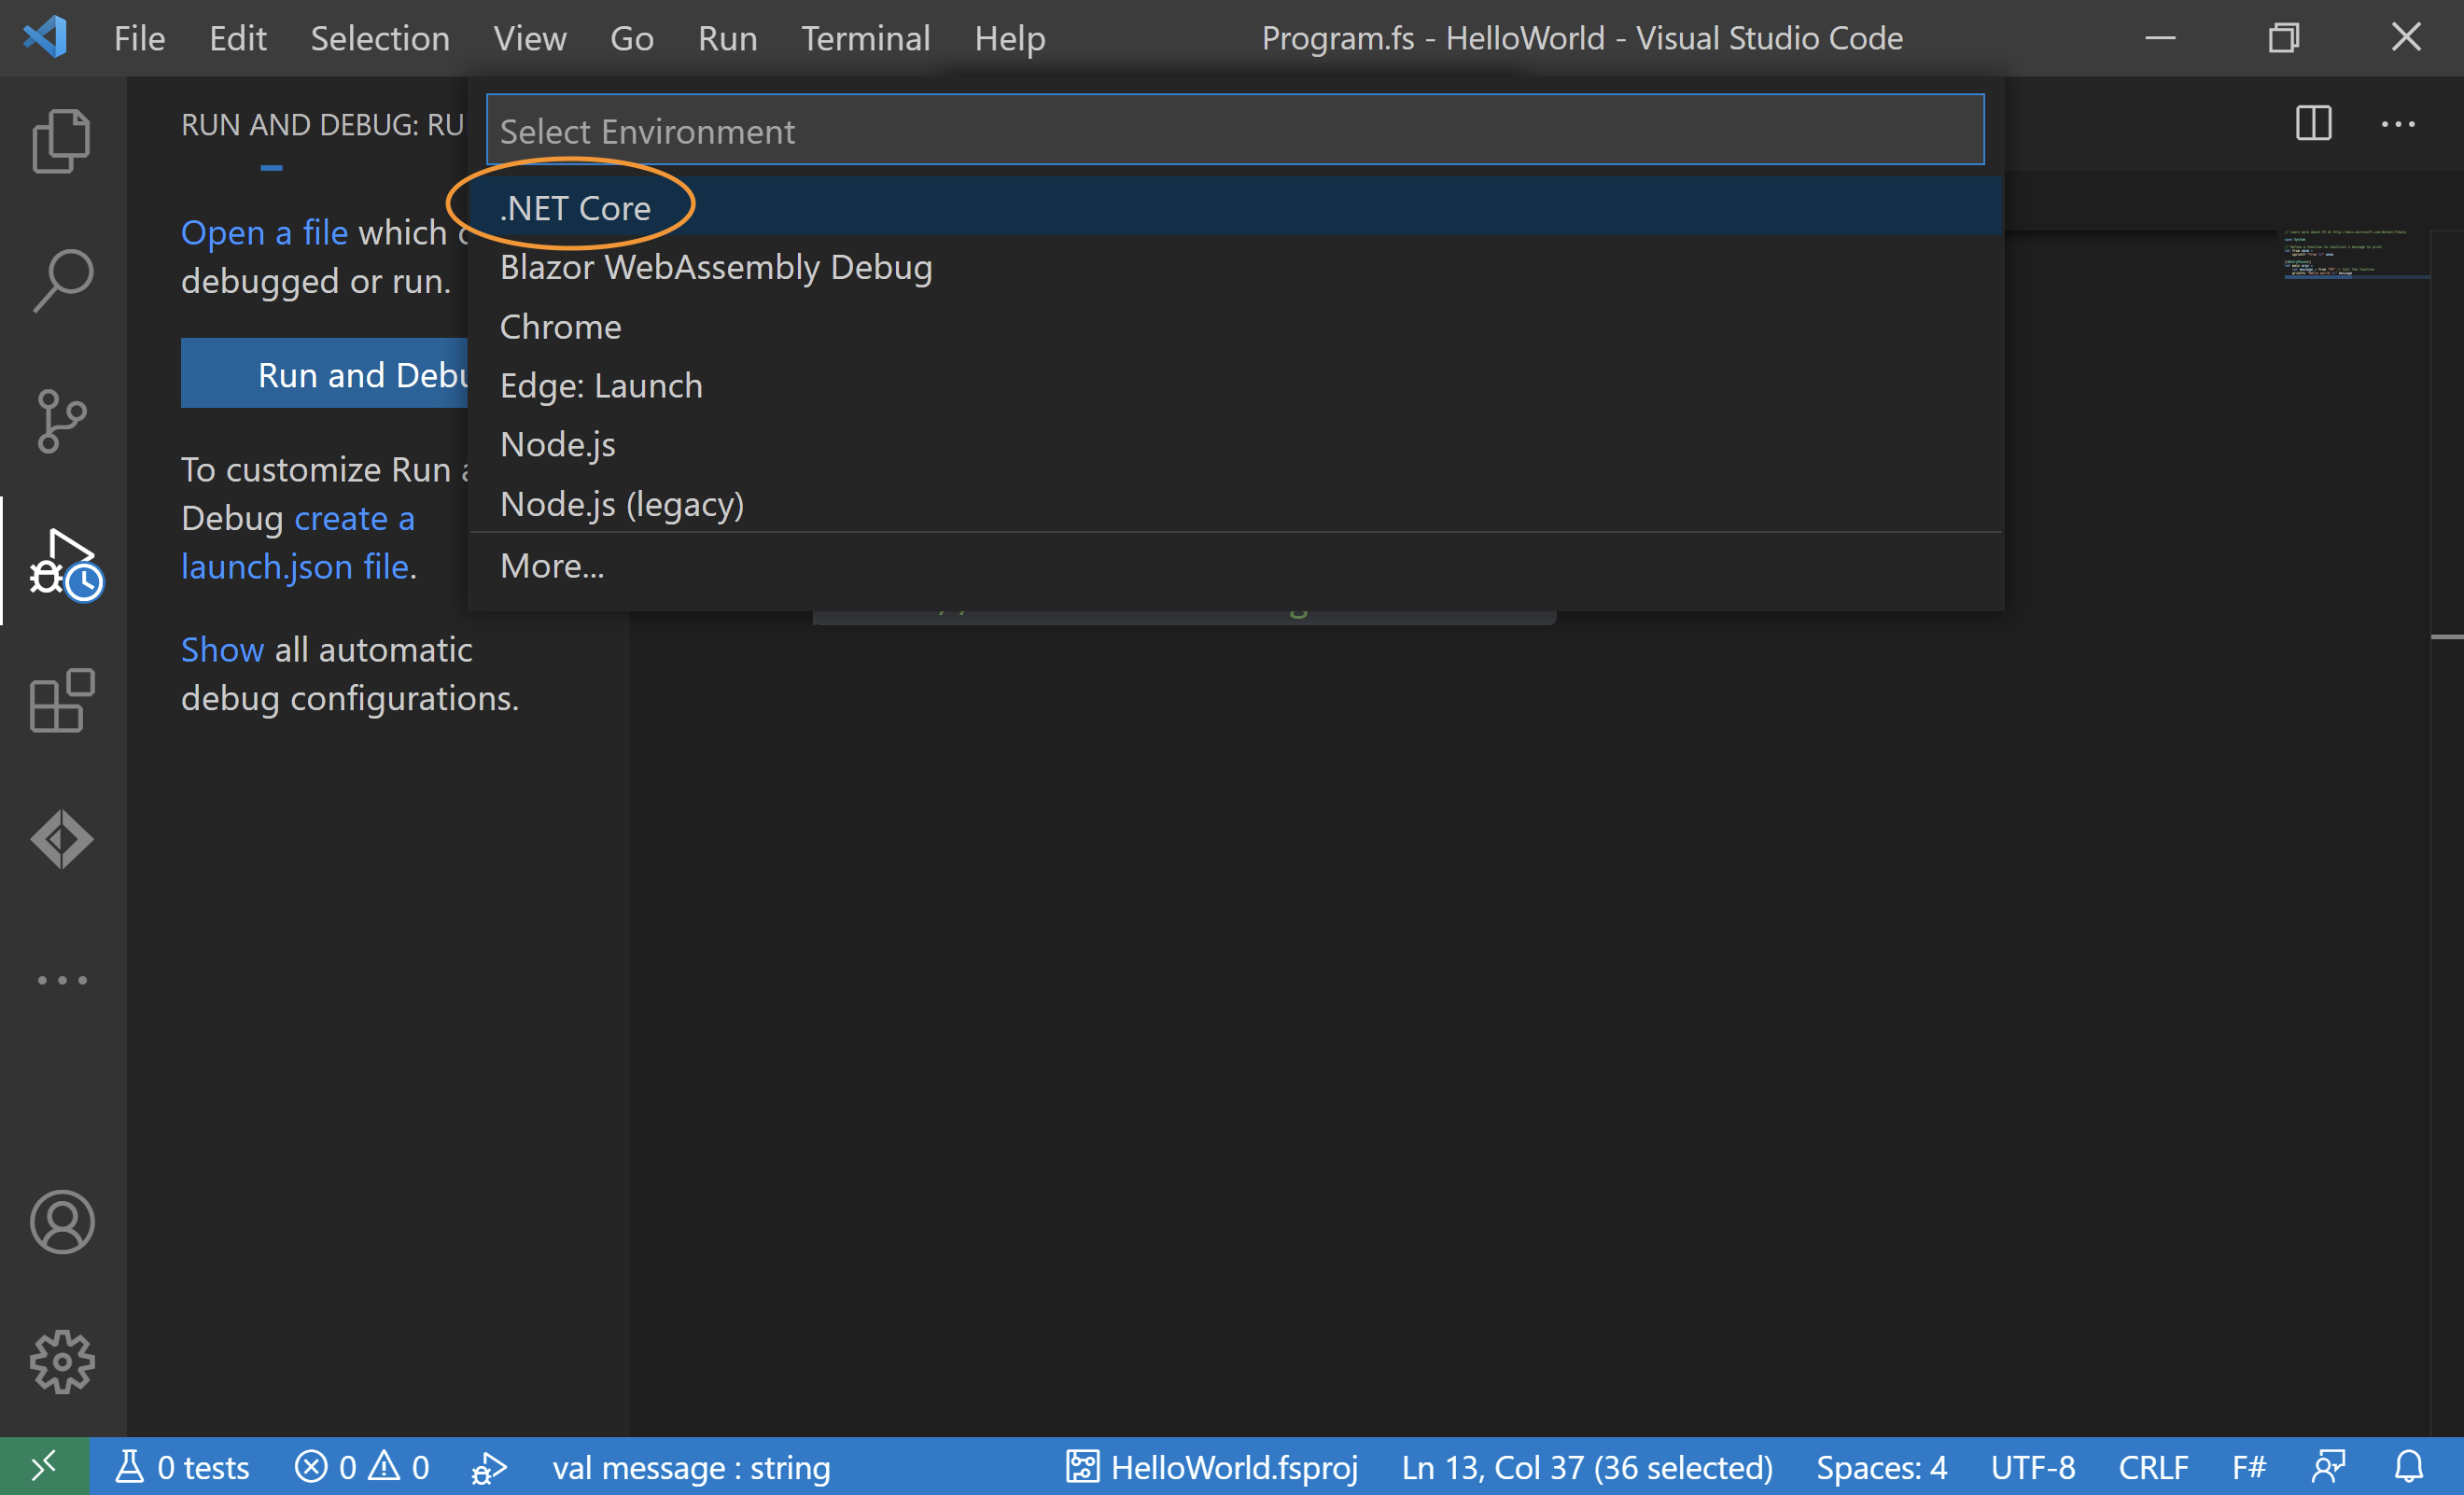 File Edit Selection View Go Run Terminal Help Program.fs - HelloWorld - Visual Studio Code
RUN AND DEBUG: RU
Select Environment
.NET Core
Blazor WebAssembly Debug
Chrome
Edge: Launch
Node.js
Node.js (legacy)
More...
Open a file which
debugged or run.
Run and Debu
To customize Run a
Debug create a
launch.json file.
Show all automatic
debug configurations.
0 tests 0 0 val message : string HelloWorld.fsproj Ln 13, Col 37 (36 selected) Spaces: 4 UTF-8 CRLF F#